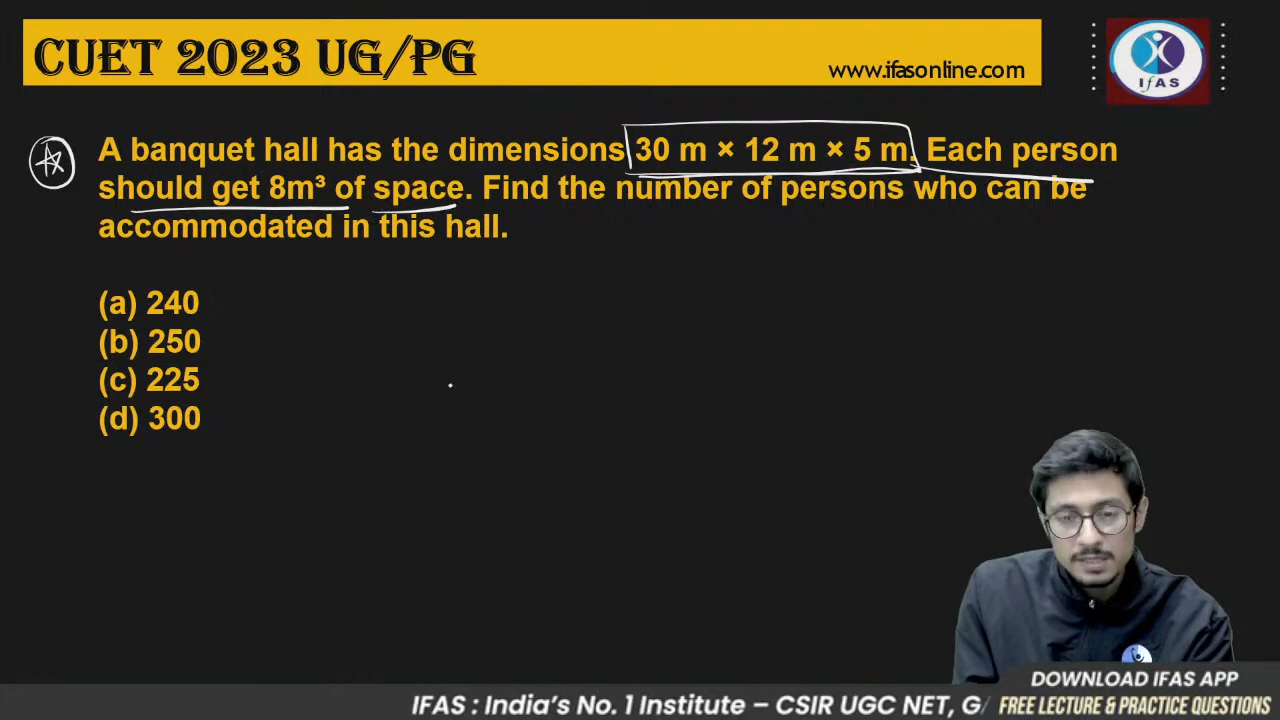 CUET 2023 UG/PG
www.ifasonline.com
IfAS
A banquet hall has the dimensions 30 m × 12 m × 5 m. Each person
should get 8m³ of space. Find the number of persons who can be
accommodated in this hall.
(a) 240
(b) 250
(c) 225
(d) 300
DOWNLOAD IFAS APP
IFAS : India's No. 1 Institute – CSIR UGC NET, G
FREE LECTURE & PRACTICE QUESTIONS